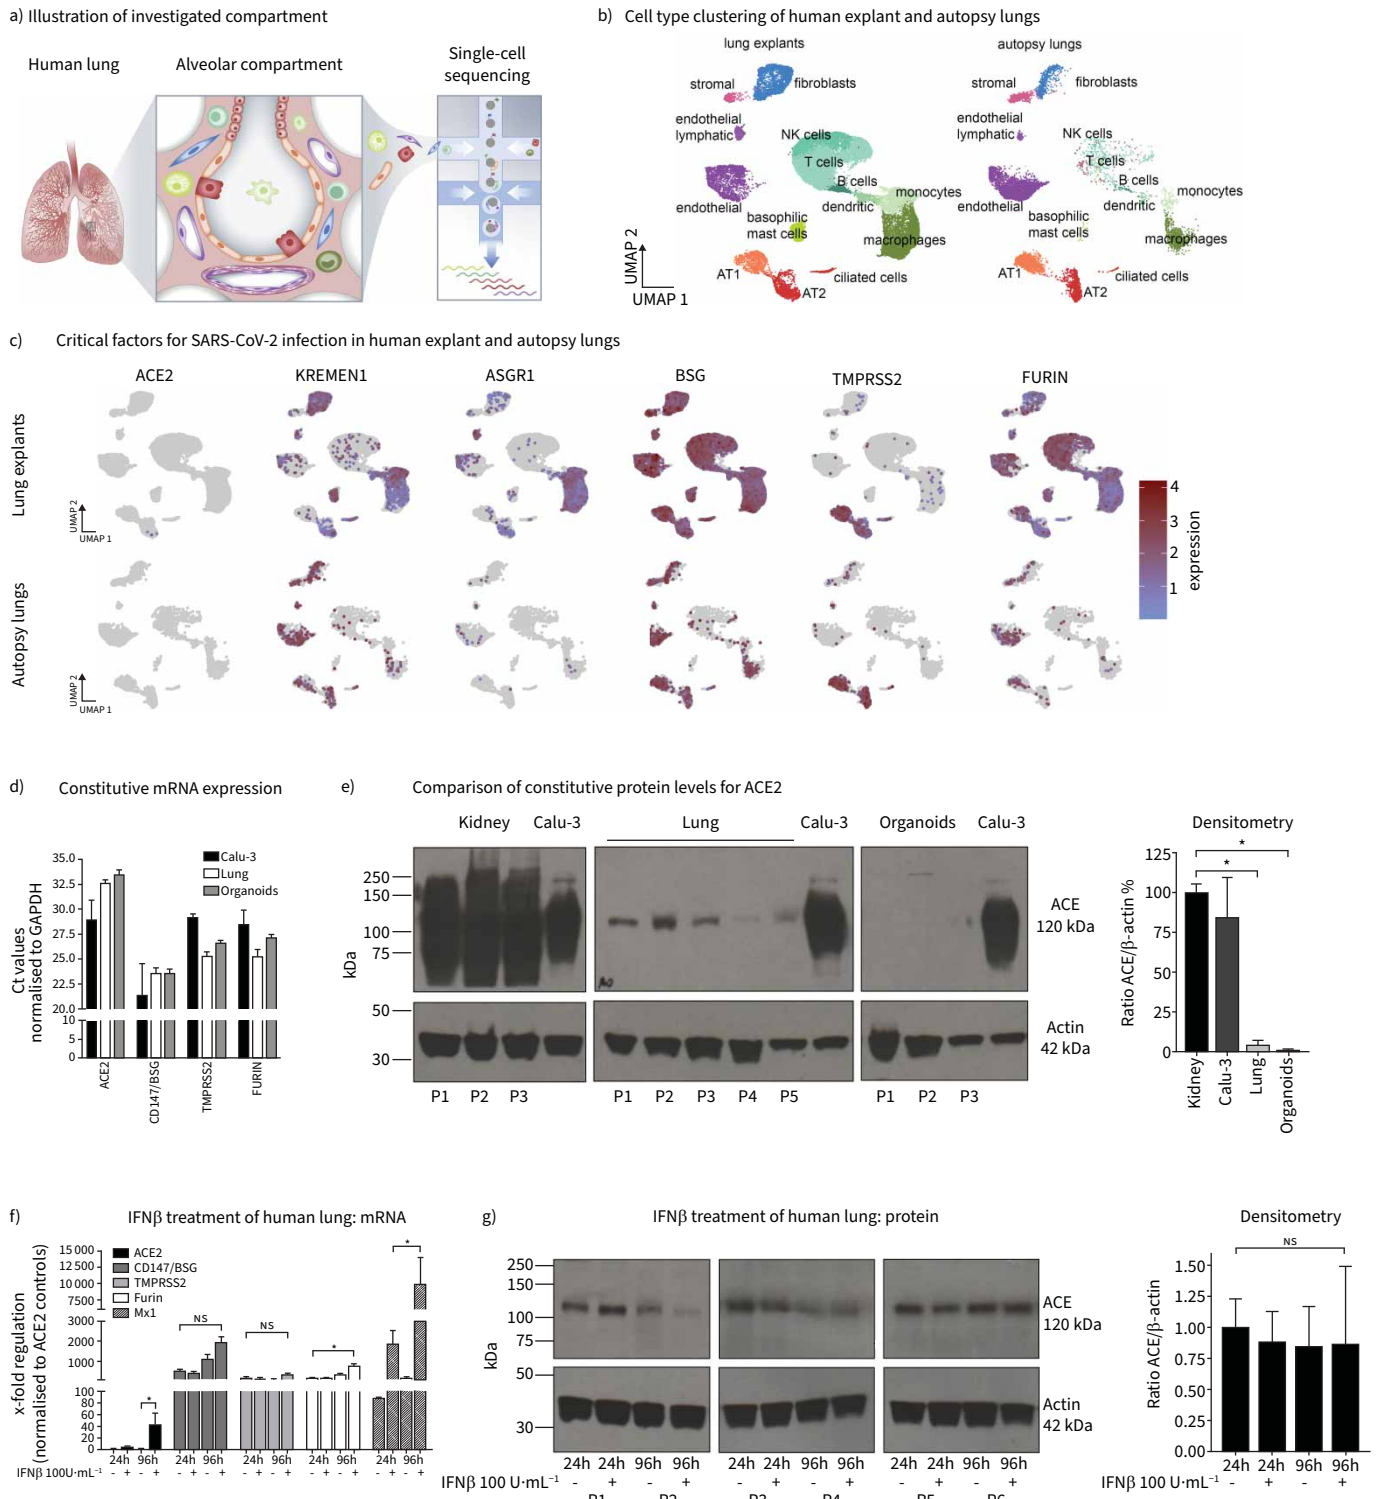 a) Illustration of investigated compartment
Human lung
Alveolar compartment
Single-cell
sequencing
b) Cell type clustering of human explant and autopsy lungs
lung explants
stromal
fibroblasts
endothelial
lymphatic
NK cells
T cells
B cells
monocytes
endothelial
dendritic
basophilic
mast cells
macrophages
AT1
AT2
ciliated cells
UMAP 2
UMAP 1
autopsy lungs
stromal
fibroblasts
endothelial
lymphatic
NK cells
T cells
B cells
monocytes
endothelial
dendritic
basophilic
mast cells
macrophages
AT1
AT2
ciliated cells
c) Critical factors for SARS-CoV-2 infection in human explant and autopsy lungs
ACE2 KREMEN1 ASGR1 BSG TMPRSS2 FURIN
Lung explants
UMAP 2
UMAP 1
Autopsy lungs
UMAP 2
UMAP 1
4
3
2
1
expression
d) Constitutive mRNA expression
Ct values
normalised to GAPDH
35.0
32.5
30.0
27.5
25.0
22.5
20.0
10
5
0
Calu-3
Lung
Organoids
ACE2
CD147/BSG
TMPRSS2
FURIN
e) Comparison of constitutive protein levels for ACE2
Kidney Calu-3 Lung Calu-3 Organoids Calu-3
kDa
250
150
100
75
50
30
ACE
120 kDa
Actin
42 kDa
P1 P2 P3 P1 P2 P3 P4 P5 P1 P2 P3
Densitometry
Ratio ACE/β-actin %
125
100
75
50
25
0
* *
Kidney
Calu-3
Lung
Organoids
f) IFNβ treatment of human lung: mRNA
x-fold regulation
(normalised to ACE2 controls)
15 000
12 500
10 000
7500
5000
3000
2000
1000
100
80
60
40
20
0
ACE2
CD147/BSG
TMPRSS2
Furin
Mx1
* NS NS * *
24h 96h 24h 96h 24h 96h 24h 96h 24h 96h
IFNβ 100U·mL⁻¹ - + - + - + - + - + - + - + - + - + - +
g) IFNβ treatment of human lung: protein
kDa
250
150
100
75
50
30
ACE
120 kDa
Actin
42 kDa
24h 24h 96h 96h 24h 24h 96h 96h 24h 24h 96h 96h
IFNβ 100 U·mL⁻¹ - + - + - + - + - + - +
P1 P2 P3 P4 P5 P6
Densitometry
Ratio ACE/β-actin
1.50
1.25
1.00
0.75
0.50
0.25
0.00
NS
24h 24h 96h 96h
IFNβ 100 U·mL⁻¹ - + - +